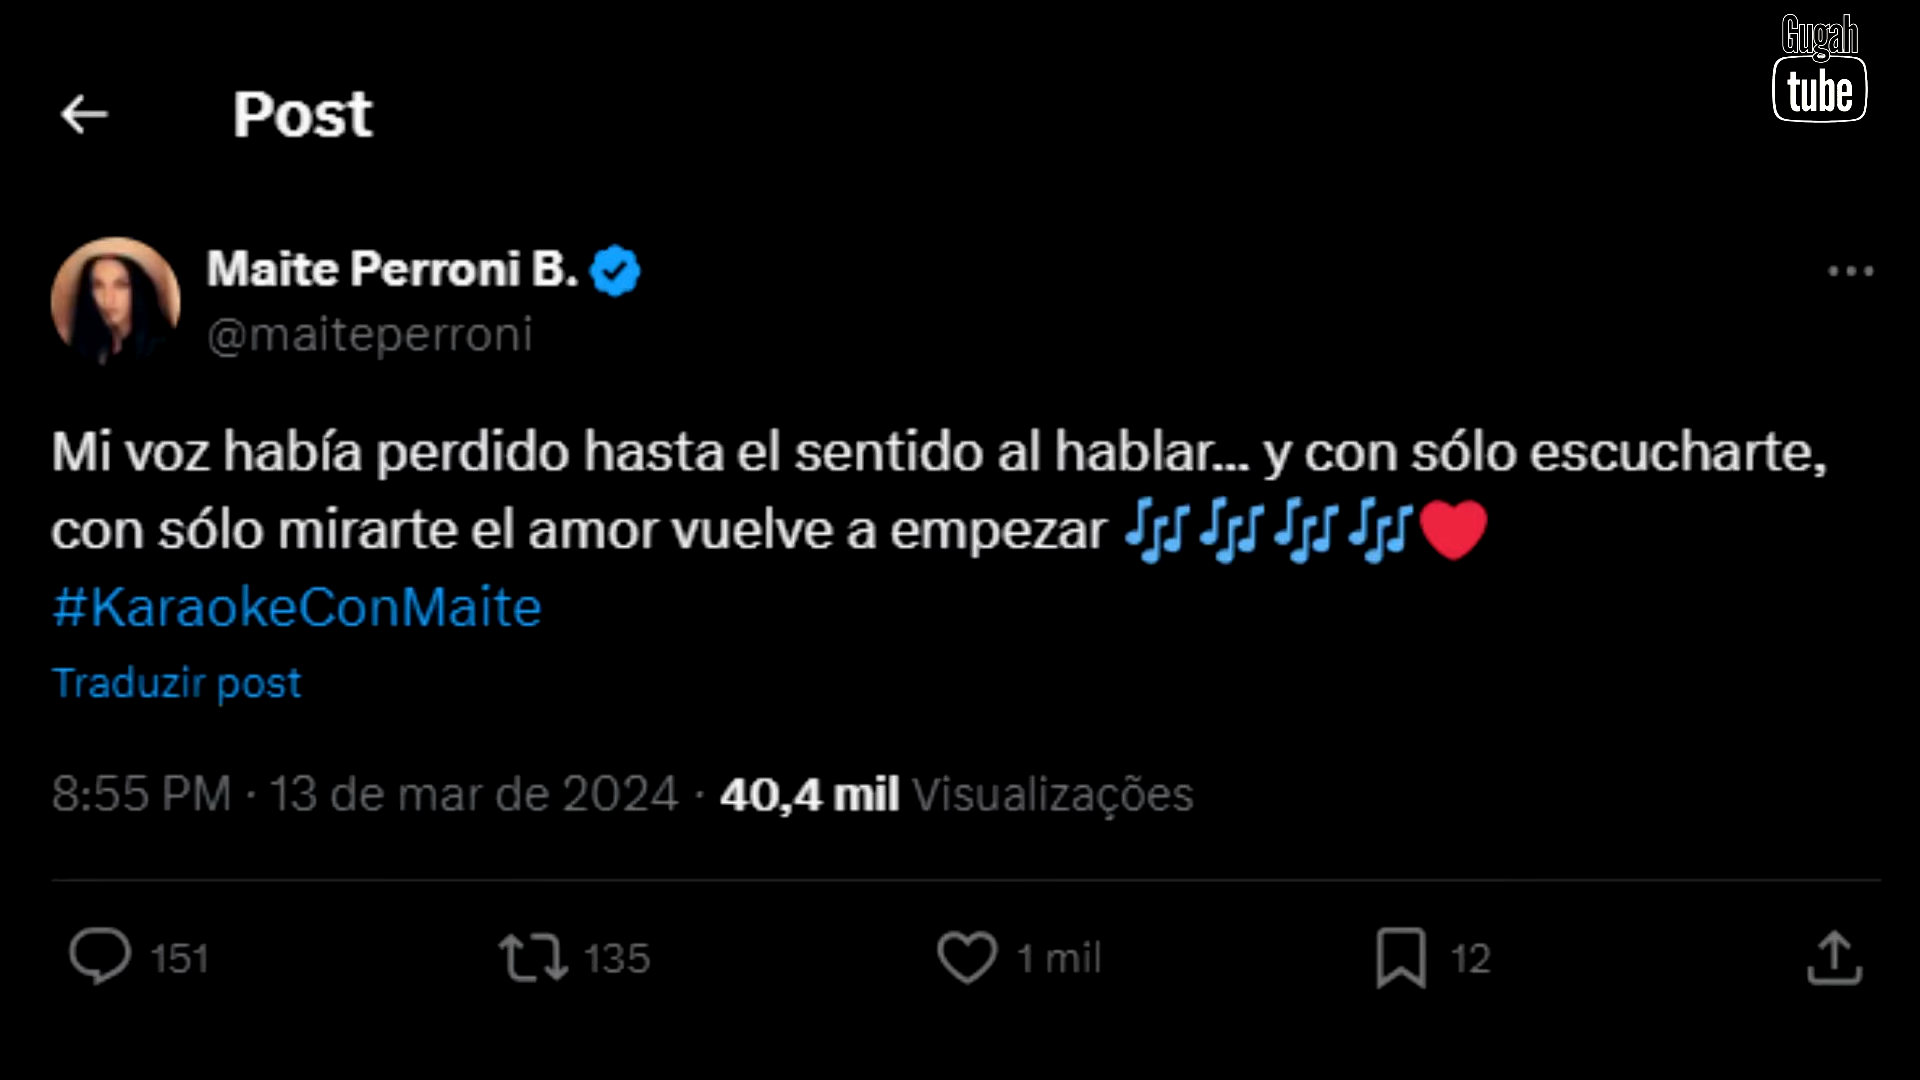 Gugah
tube
Post
Maite Perroni B.
@maiteperroni
Mi voz había perdido hasta el sentido al hablar... y con sólo escucharte,
con sólo mirarte el amor vuelve a empezar 🎶🎶🎶🎶❤️
#KaraokeConMaite
Traduzir post
8:55 PM · 13 de mar de 2024 · 40,4 mil Visualizações
151 135 1 mil 12